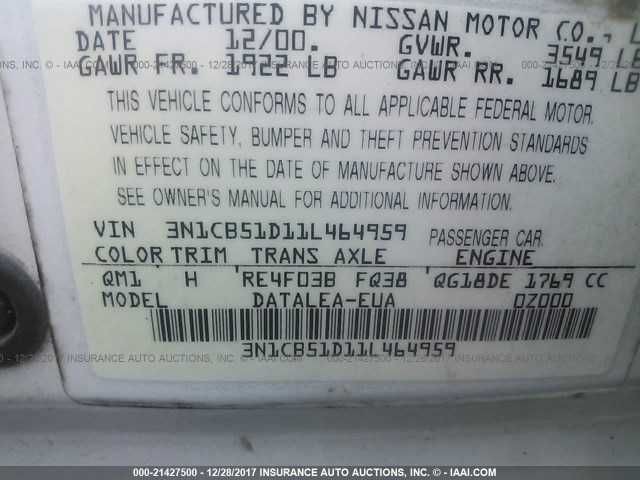 MANUFACTURED BY NISSAN MOTOR CO., L
DATE 12/00. GVWR. 3549 LB
GAWR FR. 1922 LB GAWR RR. 1689 LB
THIS VEHICLE CONFORMS TO ALL APPLICABLE FEDERAL MOTOR
VEHICLE SAFETY, BUMPER AND THEFT PREVENTION STANDARDS
IN EFFECT ON THE DATE OF MANUFACTURE SHOWN ABOVE.
SEE OWNER'S MANUAL FOR ADDITIONAL INFORMATION.
VIN 3N1CB51D11L464959 PASSENGER CAR.
COLOR TRIM TRANS AXLE ENGINE
QM1 H RE4F03B FQ38 QG18DE 1769 CC
MODEL DATALEA-EUA 0Z000
3N1CB51D11L464959
000-21427500 - 12/28/2017 INSURANCE AUTO AUCTIONS, INC. - © IAAI.COM